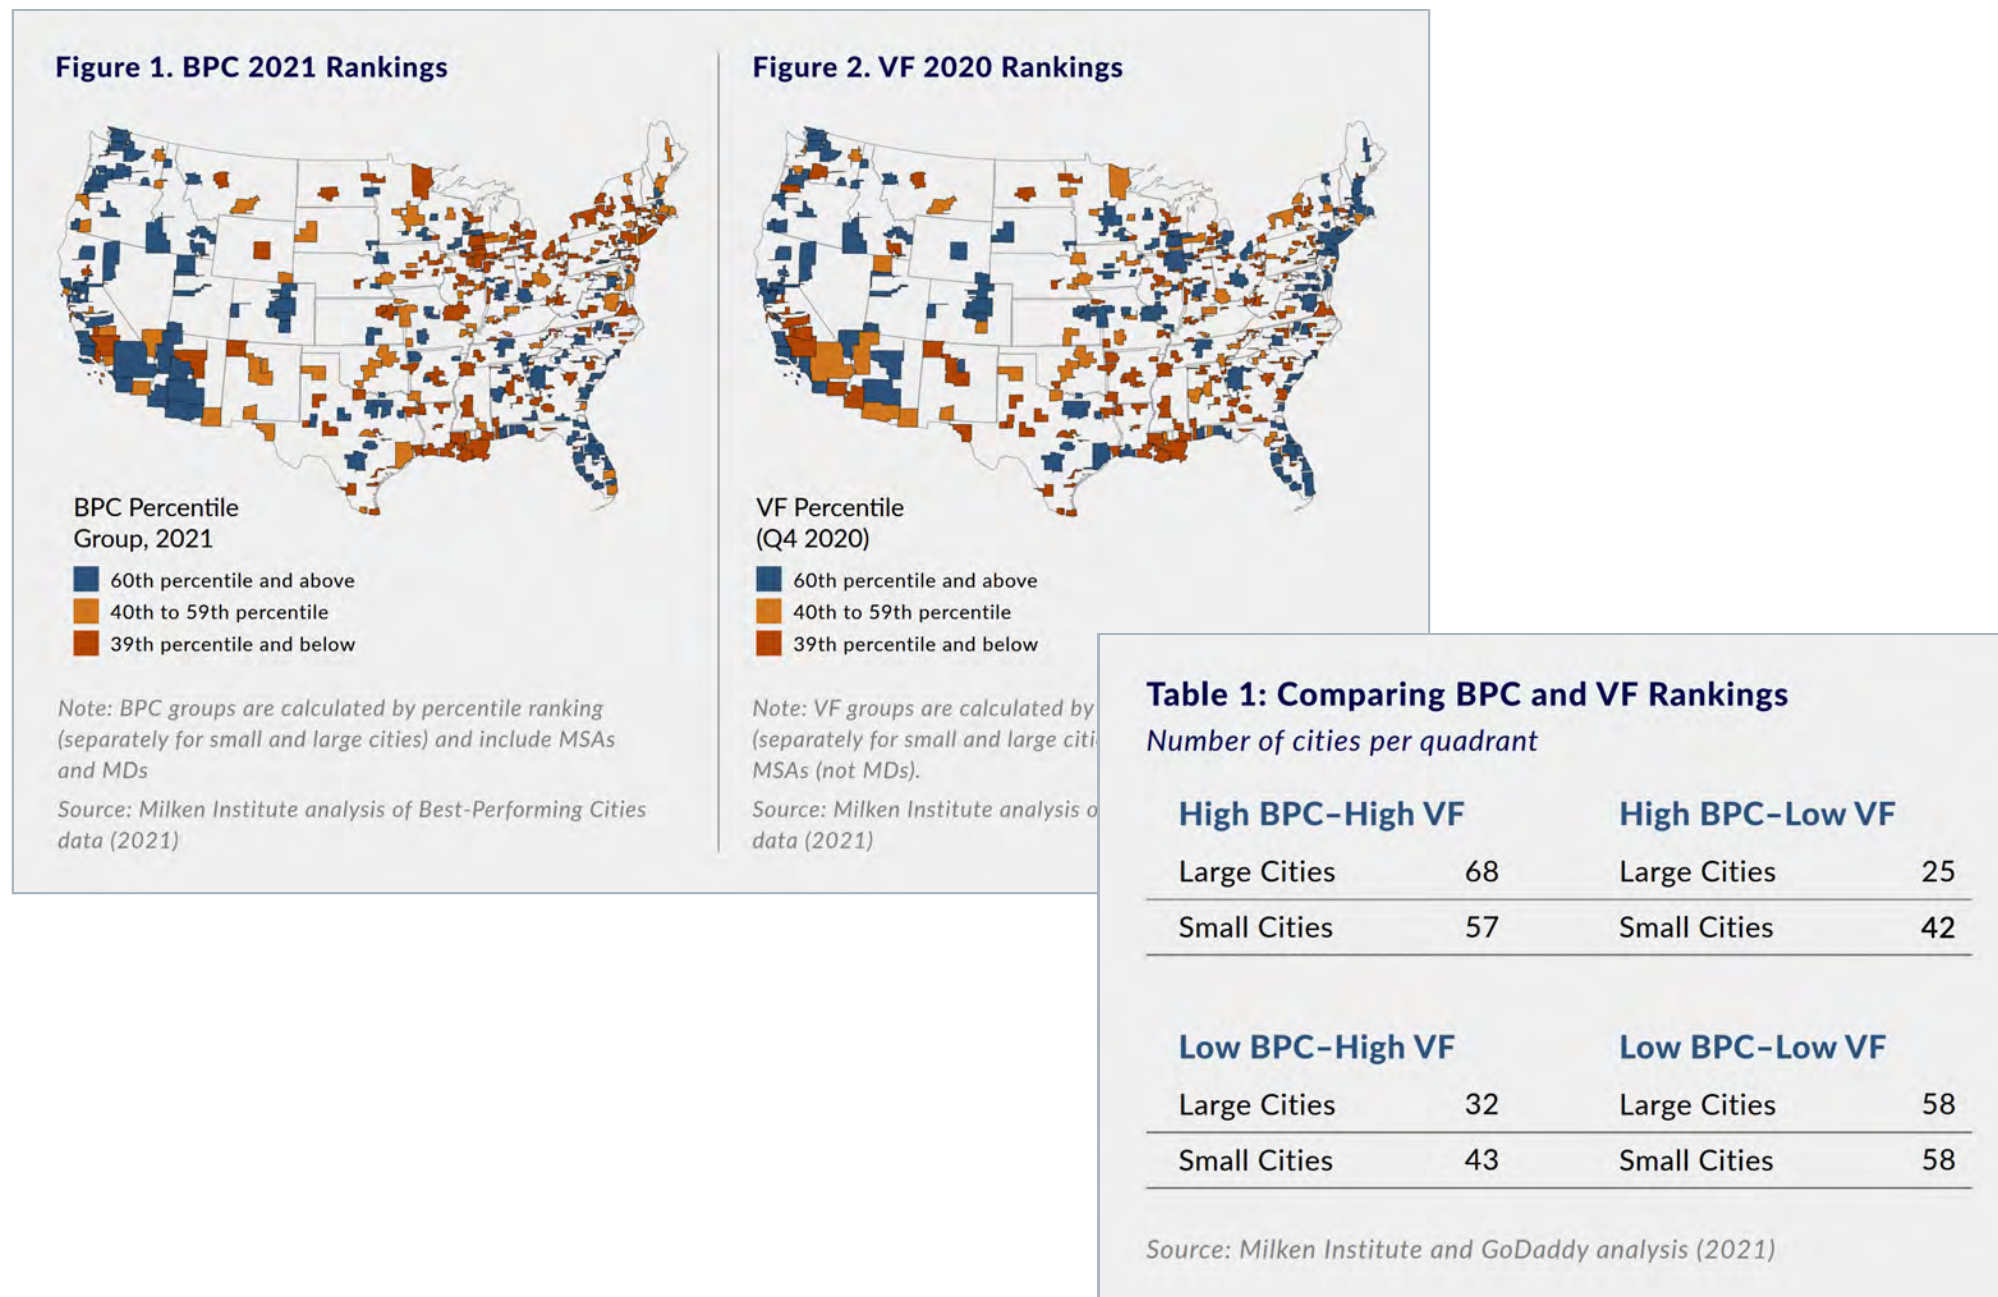 Figure 1. BPC 2021 Rankings
BPC Percentile
Group, 2021
60th percentile and above
40th to 59th percentile
39th percentile and below
Note: BPC groups are calculated by percentile ranking
(separately for small and large cities) and include MSAs
and MDs
Source: Milken Institute analysis of Best-Performing Cities
data (2021)
Figure 2. VF 2020 Rankings
VF Percentile
(Q4 2020)
60th percentile and above
40th to 59th percentile
39th percentile and below
Note: VF groups are calculated by
(separately for small and large citi
MSAs (not MDs).
Source: Milken Institute analysis o
data (2021)
Table 1: Comparing BPC and VF Rankings
Number of cities per quadrant
High BPC–High VF
Large Cities 68
Small Cities 57
High BPC–Low VF
Large Cities 25
Small Cities 42
Low BPC–High VF
Large Cities 32
Small Cities 43
Low BPC–Low VF
Large Cities 58
Small Cities 58
Source: Milken Institute and GoDaddy analysis (2021)